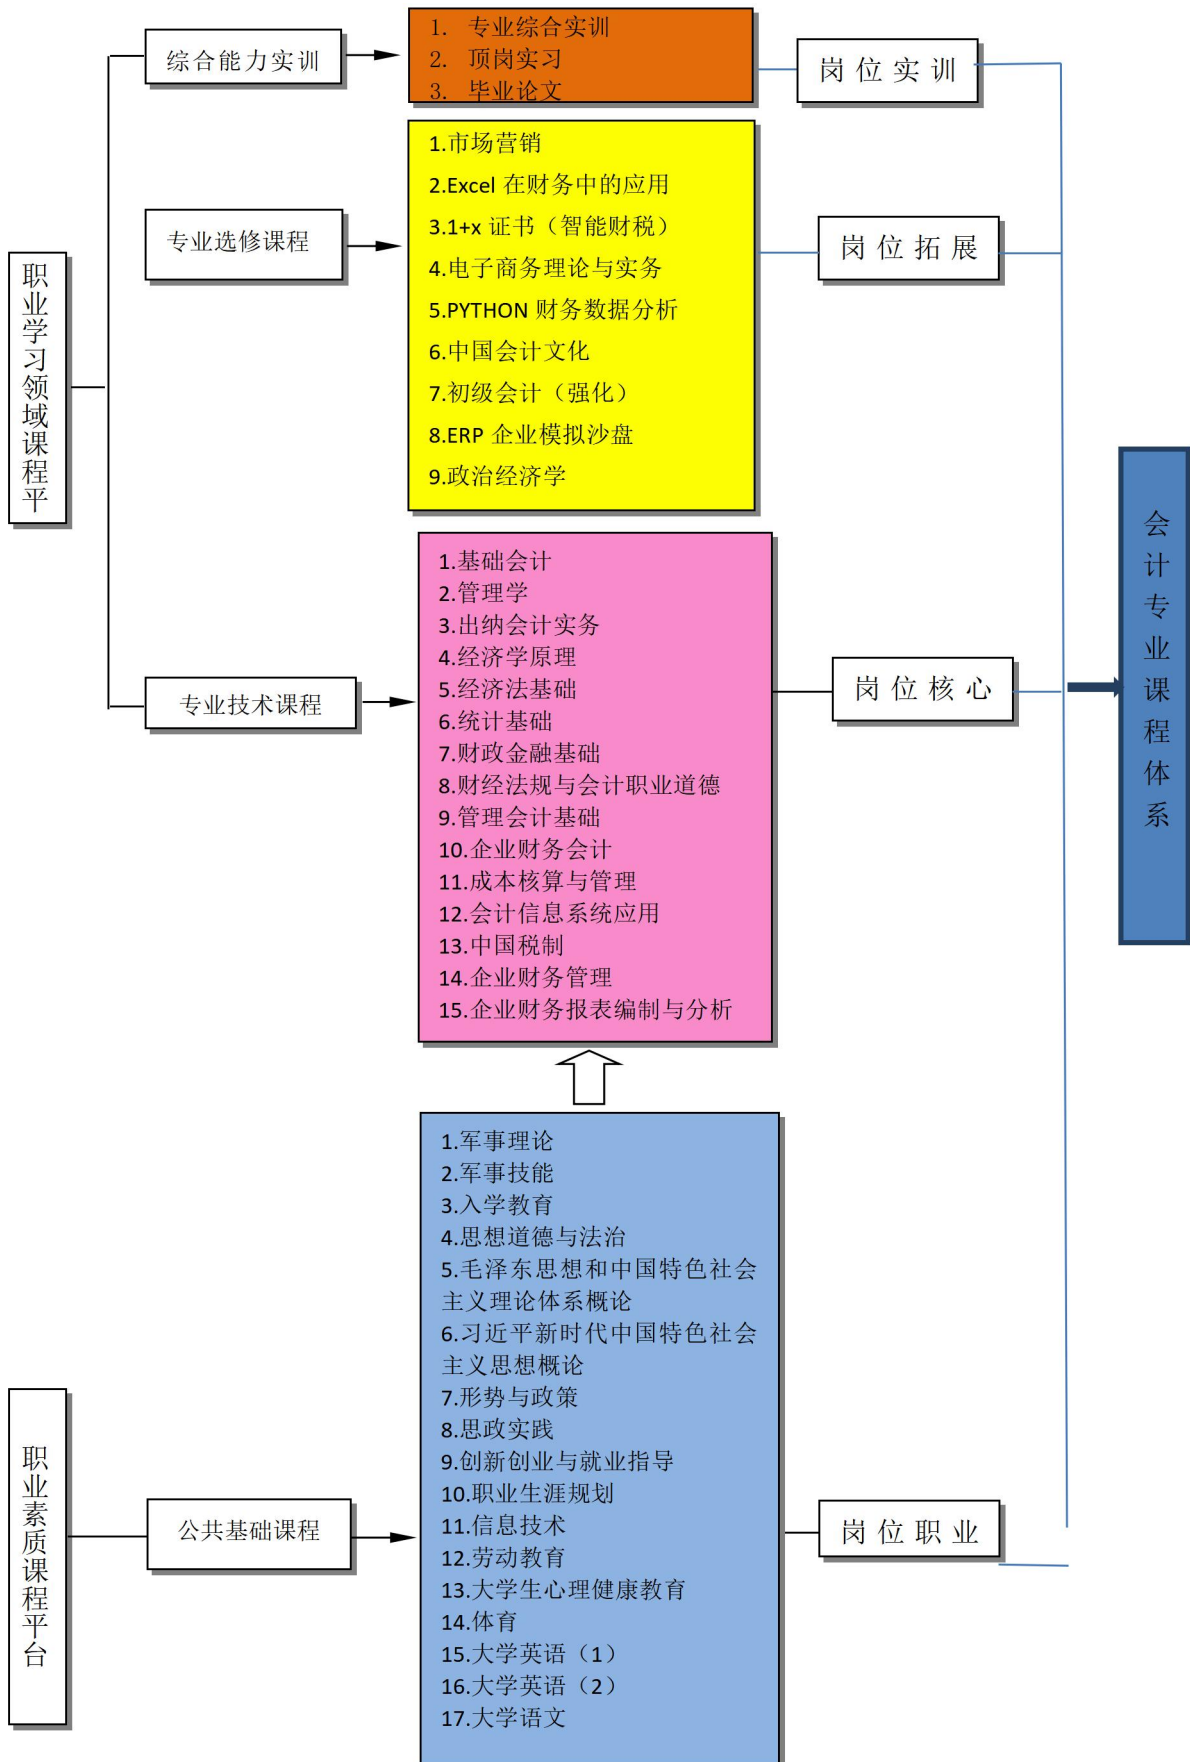 综合能力实训
1. 专业综合实训
2. 顶岗实习
3. 毕业论文
岗位实训
专业选修课程
1.市场营销
2.Excel 在财务中的应用
3.1+x 证书（智能财税）
4.电子商务理论与实务
5.PYTHON 财务数据分析
6.中国会计文化
7.初级会计（强化）
8.ERP 企业模拟沙盘
9.政治经济学
岗位拓展
职业学习领域课程平
专业技术课程
1.基础会计
2.管理学
3.出纳会计实务
4.经济学原理
5.经济法基础
6.统计基础
7.财政金融基础
8.财经法规与会计职业道德
9.管理会计基础
10.企业财务会计
11.成本核算与管理
12.会计信息系统应用
13.中国税制
14.企业财务管理
15.企业财务报表编制与分析
岗位核心
会计专业课程体系
职业素质课程平台
公共基础课程
1.军事理论
2.军事技能
3.入学教育
4.思想道德与法治
5.毛泽东思想和中国特色社会
主义理论体系概论
6.习近平新时代中国特色社会
主义思想概论
7.形势与政策
8.思政实践
9.创新创业与就业指导
10.职业生涯规划
11.信息技术
12.劳动教育
13.大学生心理健康教育
14.体育
15.大学英语（1）
16.大学英语（2）
17.大学语文
岗位职业